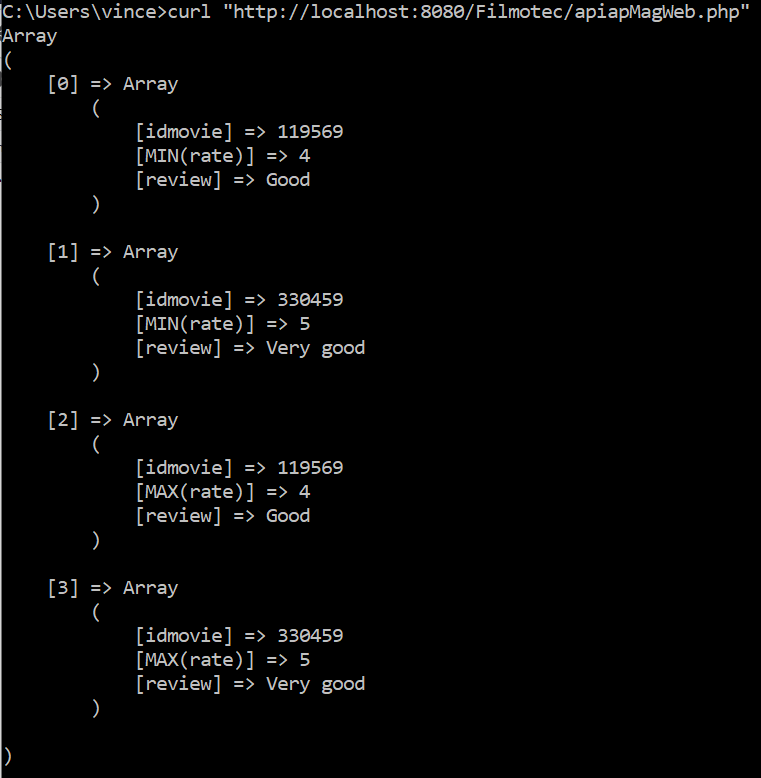 C:\Users\vince>curl "http://localhost:8080/Filmotec/apiapMagWeb.php"
Array
(
    [0] => Array
        (
            [idmovie] => 119569
            [MIN(rate)] => 4
            [review] => Good
        )

    [1] => Array
        (
            [idmovie] => 330459
            [MIN(rate)] => 5
            [review] => Very good
        )

    [2] => Array
        (
            [idmovie] => 119569
            [MAX(rate)] => 4
            [review] => Good
        )

    [3] => Array
        (
            [idmovie] => 330459
            [MAX(rate)] => 5
            [review] => Very good
        )

)